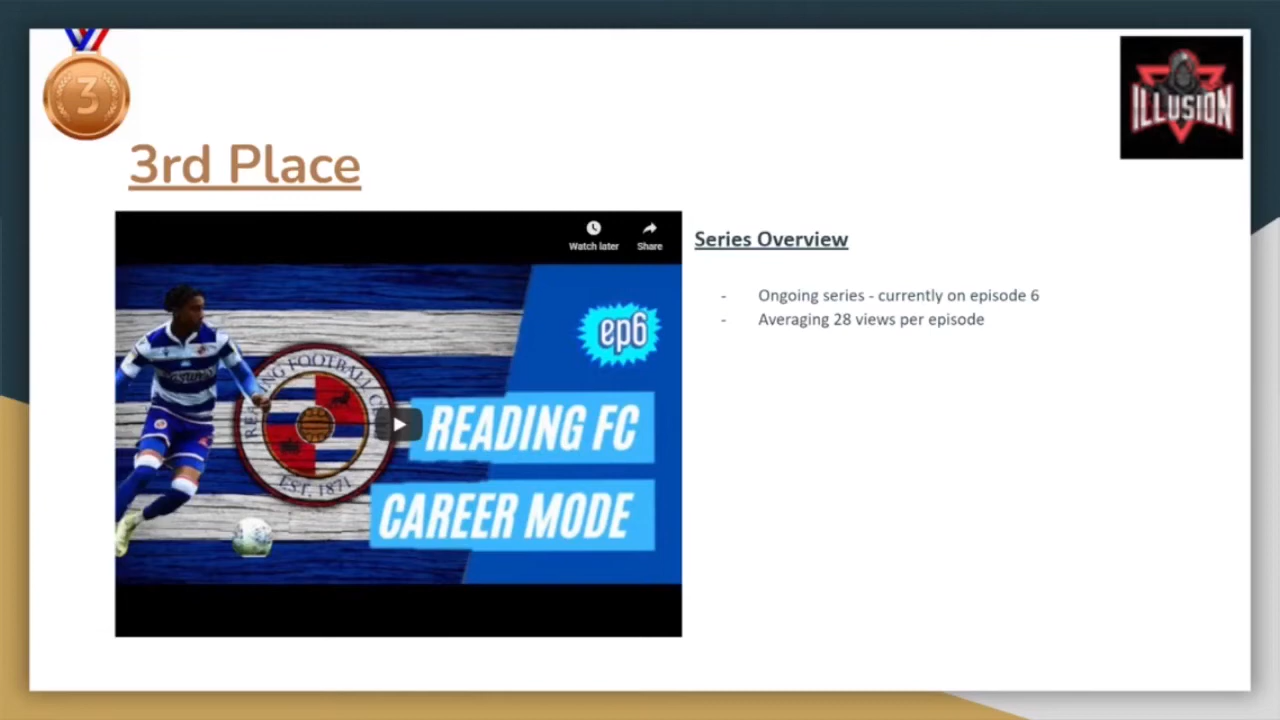 3
ILLUSION
3rd Place
Watch later
Share
Series Overview
- Ongoing series - currently on episode 6
- Averaging 28 views per episode
ep6
READING FC
CAREER MODE
EST. 1871